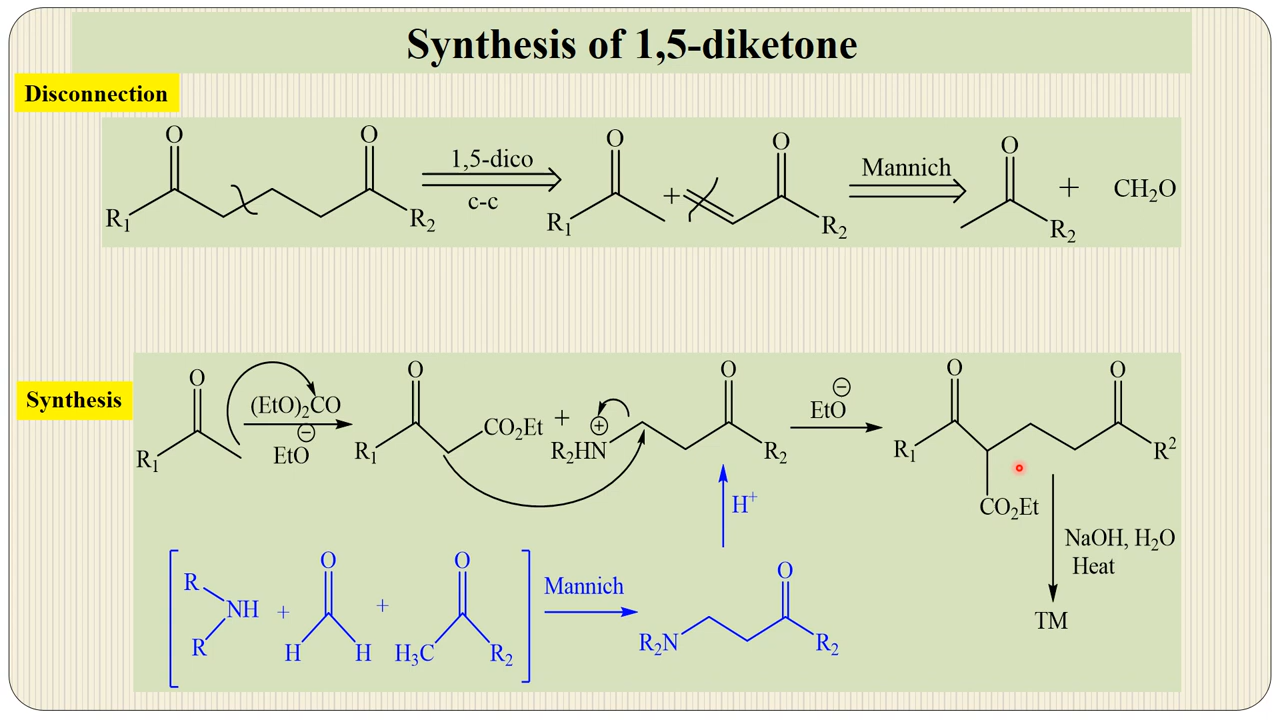 Synthesis of 1,5-diketone
Disconnection
O O O O O
R₁ R₂
1,5-dico
c-c
R₁ + R₂
Mannich
R₂ + CH₂O
Synthesis
O O O O O
R₁
(EtO)₂CO
EtO⊖
R₁ CO₂Et + R₂HN⊕ R₂
EtO⊖
R₁ CO₂Et R²
H⁺
NaOH, H₂O
Heat
TM
R NH R + O H H + O H₃C R₂
Mannich
R₂N O R₂